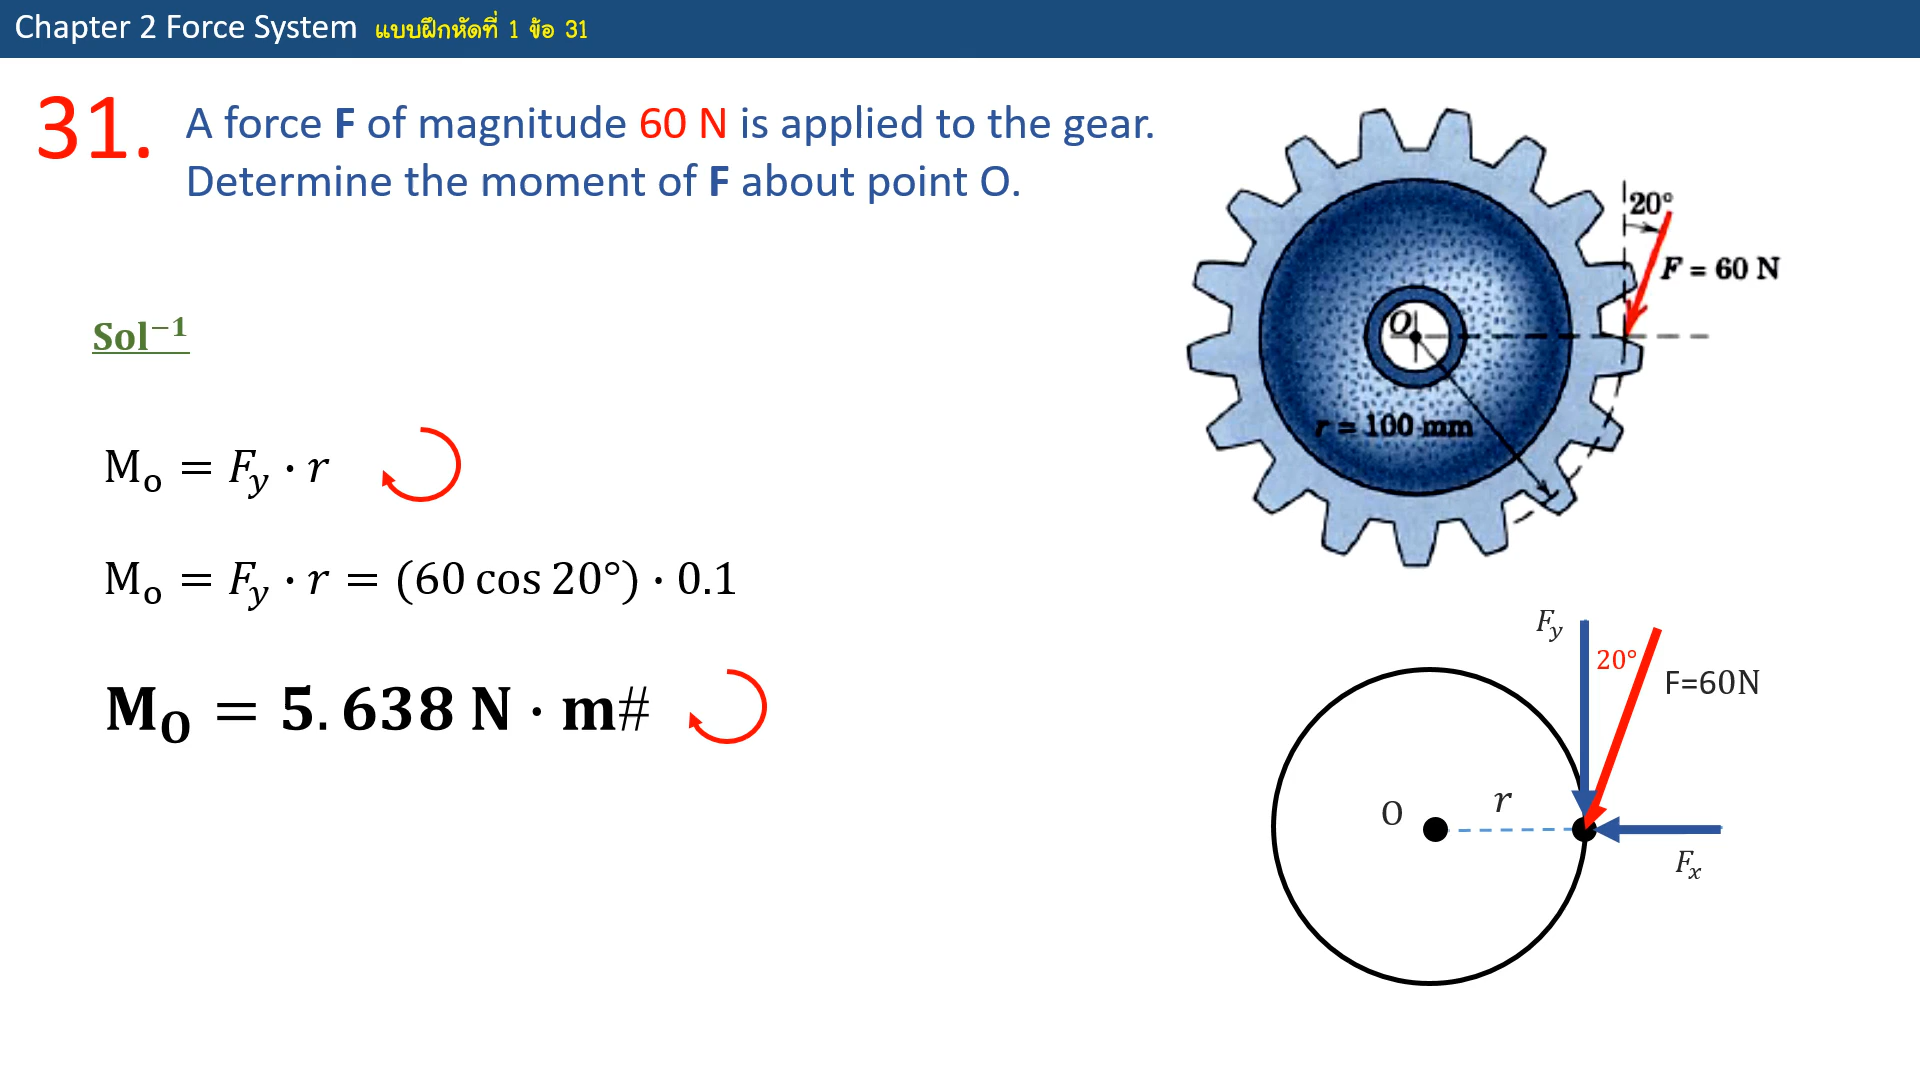 Chapter 2 Force System แบบฝึกหัดที่ 1 ข้อ 31
31.
A force F of magnitude 60 N is applied to the gear.
Determine the moment of F about point O.
20°
F = 60 N
O
r = 100 mm
Sol⁻¹
Mₒ = F_y · r
Mₒ = F_y · r = (60 cos 20°) · 0.1
M_O = 5.638 N · m#
F_y
20°
F=60N
O
r
F_x